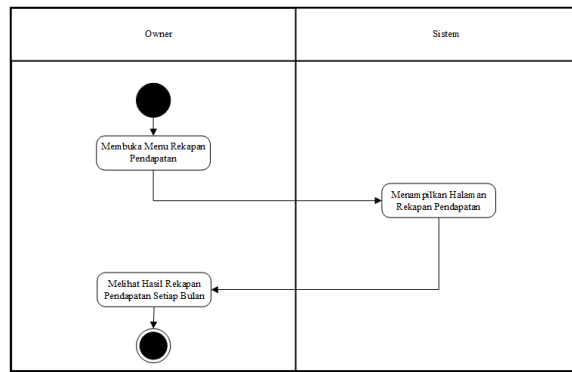 Owner
Sistem
Membuka Menu Rekapan
Pendapatan
Menampilkan Halaman
Rekapan Pendapatan
Melihat Hasil Rekapan
Pendapatan Setiap Bulan